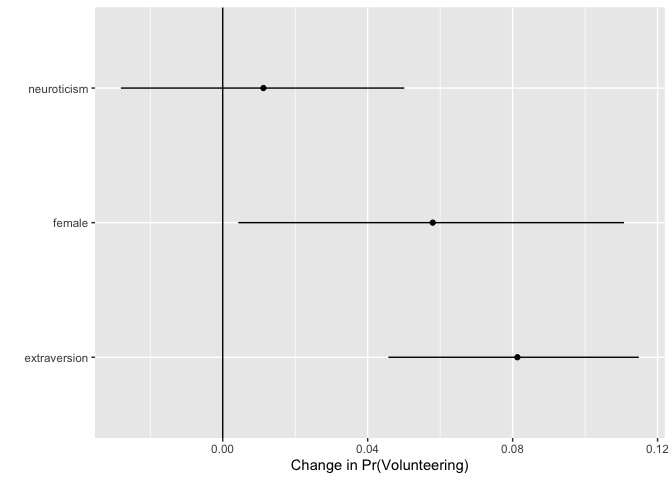 neuroticism
female
extraversion
0.00 0.04 0.08 0.12
Change in Pr(Volunteering)